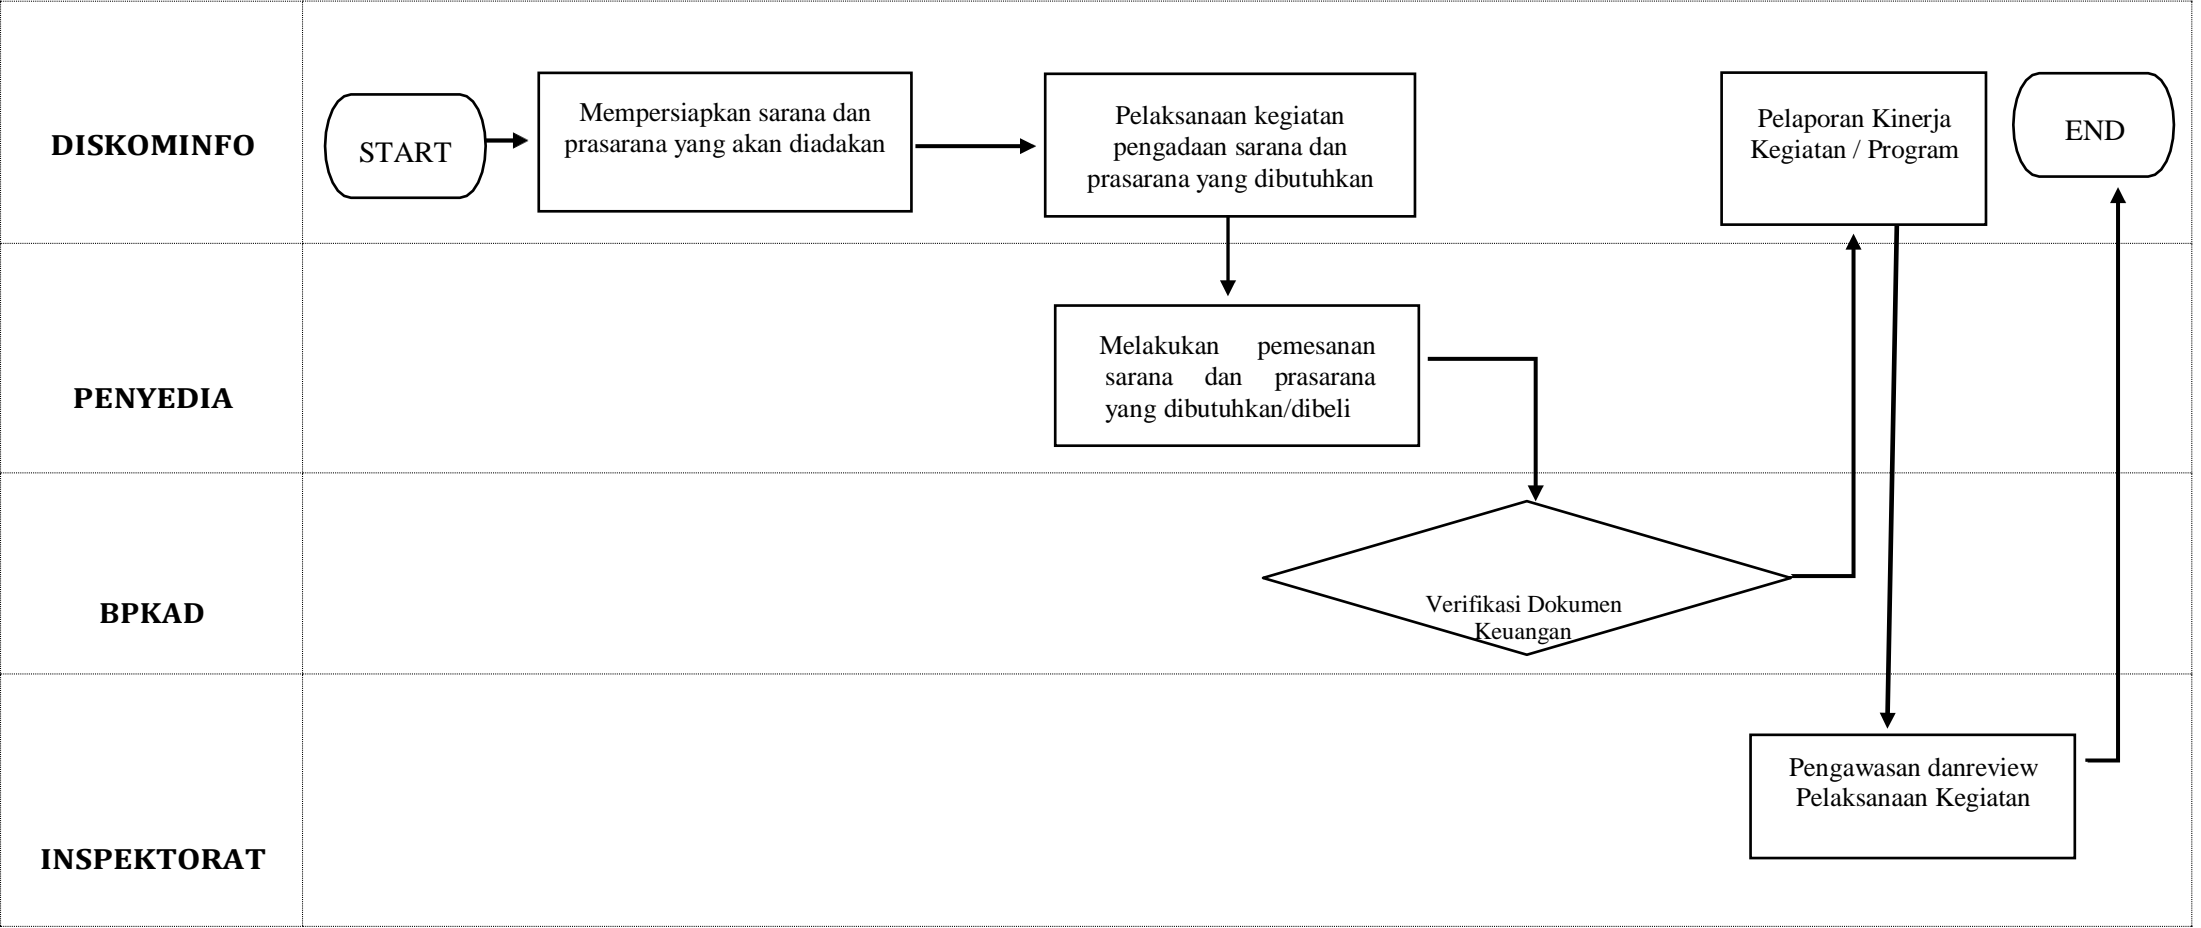 DISKOMINFO
START
Mempersiapkan sarana dan
prasarana yang akan diadakan
Pelaksanaan kegiatan
pengadaan sarana dan
prasarana yang dibutuhkan
Pelaporan Kinerja
Kegiatan / Program
END
PENYEDIA
Melakukan pemesanan
sarana dan prasarana
yang dibutuhkan/dibeli
BPKAD
Verifikasi Dokumen
Keuangan
INSPEKTORAT
Pengawasan danreview
Pelaksanaan Kegiatan